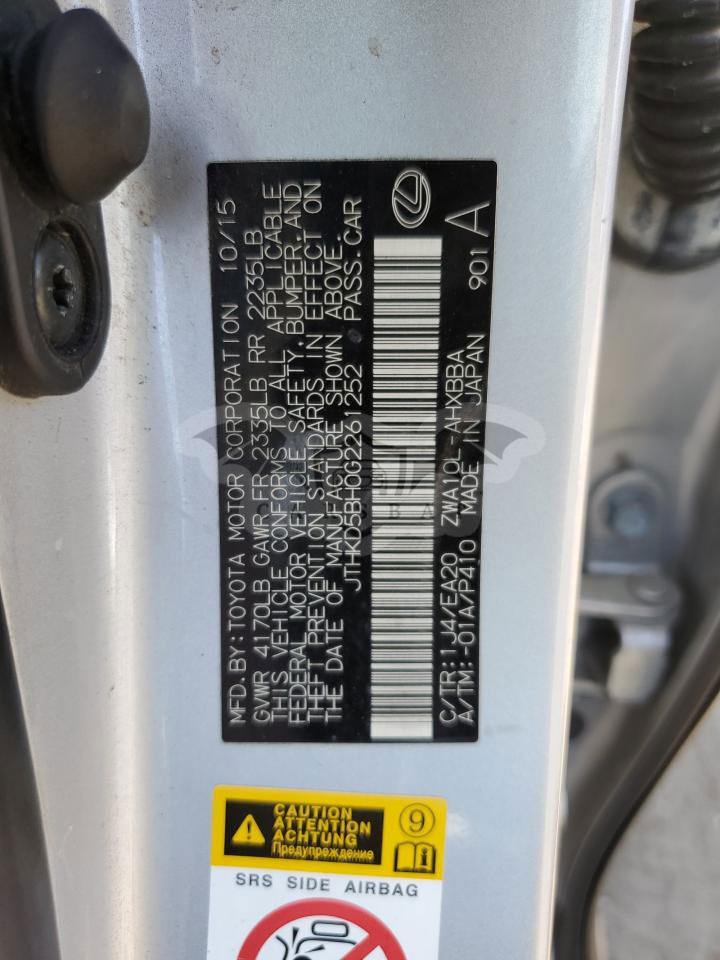 MFD.BY:TOYOTA MOTOR CORPORATION 10/15
GVWR 4170LB GAWR FR 2335LB RR 2235LB
THIS VEHICLE CONFORMS TO ALL APPLICABLE
FEDERAL MOTOR VEHICLE SAFETY, BUMPER, AND
THEFT PREVENTION STANDARDS IN EFFECT ON
THE DATE OF MANUFACTURE SHOWN ABOVE.
JTHKD5BH0G2261252 PASS.CAR
C/TR:1J4/EA20 ZWA10L-AHXBBA 901
A/TM:-01A/P410 MADE IN JAPAN A
CAUTION
ATTENTION
ACHTUNG
Предупреждение
9
SRS SIDE AIRBAG